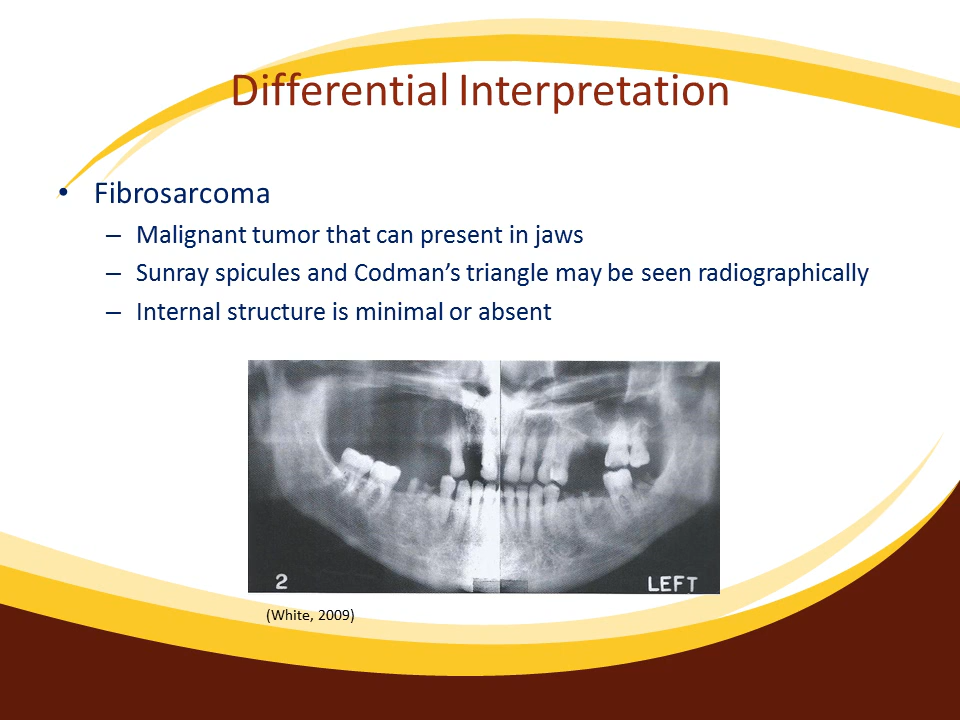 Differential Interpretation
• Fibrosarcoma
– Malignant tumor that can present in jaws
– Sunray spicules and Codman’s triangle may be seen radiographically
– Internal structure is minimal or absent
2
LEFT
(White, 2009)